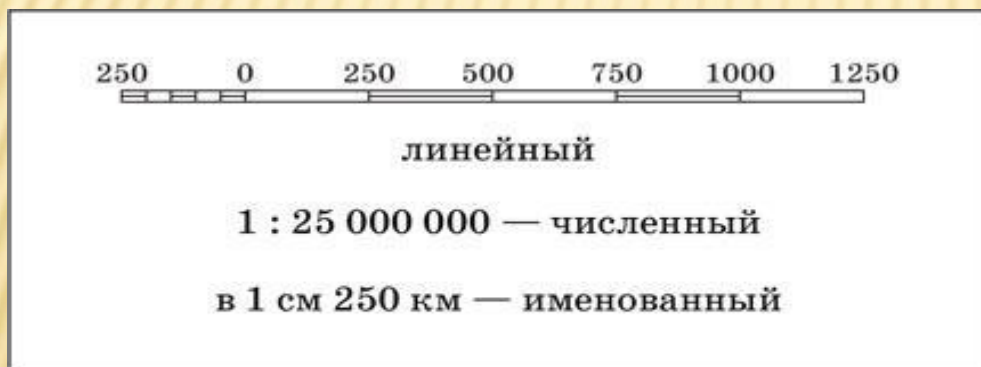 250 0 250 500 750 1000 1250
линейный
1 : 25 000 000 — численный
в 1 см 250 км — именованный